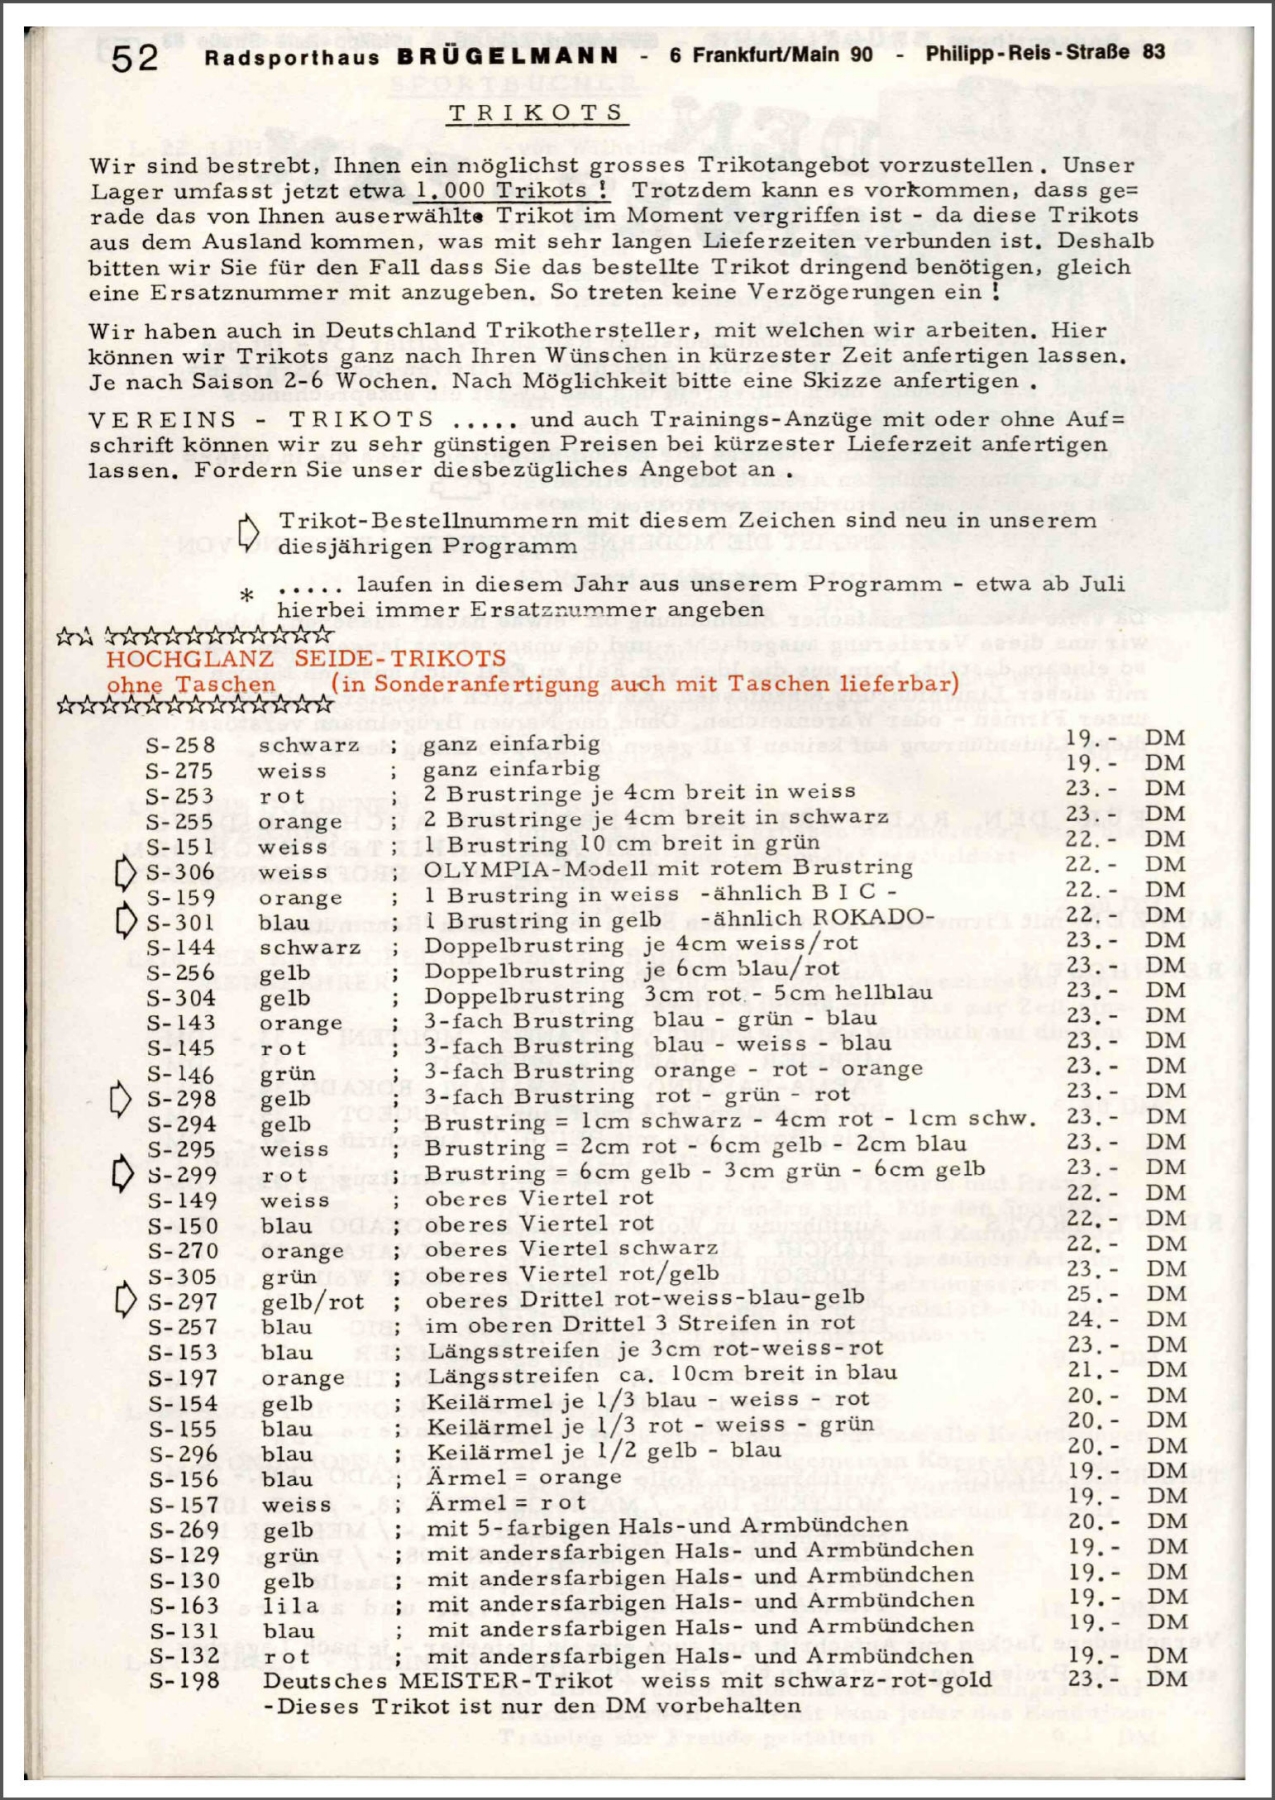 52 Radsporthaus BRÜGELMANN - 6 Frankfurt/Main 90 - Philipp-Reis-Straße 83
TRIKOTS
Wir sind bestrebt, Ihnen ein möglichst grosses Trikotangebot vorzustellen. Unser
Lager umfasst jetzt etwa 1.000 Trikots ! Trotzdem kann es vorkommen, dass ge=
rade das von Ihnen auserwählte Trikot im Moment vergriffen ist - da diese Trikots
aus dem Ausland kommen, was mit sehr langen Lieferzeiten verbunden ist. Deshalb
bitten wir Sie für den Fall dass Sie das bestellte Trikot dringend benötigen, gleich
eine Ersatznummer mit anzugeben. So treten keine Verzögerungen ein !
Wir haben auch in Deutschland Trikothersteller, mit welchen wir arbeiten. Hier
können wir Trikots ganz nach Ihren Wünschen in kürzester Zeit anfertigen lassen.
Je nach Saison 2-6 Wochen. Nach Möglichkeit bitte eine Skizze anfertigen .
VEREINS - TRIKOTS ..... und auch Trainings-Anzüge mit oder ohne Auf=
schrift können wir zu sehr günstigen Preisen bei kürzester Lieferzeit anfertigen
lassen. Fordern Sie unser diesbezügliches Angebot an .
Trikot-Bestellnummern mit diesem Zeichen sind neu in unserem
diesjährigen Programm
* ..... laufen in diesem Jahr aus unserem Programm - etwa ab Juli
hierbei immer Ersatznummer angeben
HOCHGLANZ SEIDE-TRIKOTS
ohne Taschen (in Sonderanfertigung auch mit Taschen lieferbar)
S-258 schwarz ; ganz einfarbig 19.- DM
S-275 weiss ; ganz einfarbig 19.- DM
S-253 rot ; 2 Brustringe je 4cm breit in weiss 23.- DM
S-255 orange ; 2 Brustringe je 4cm breit in schwarz 23.- DM
S-151 weiss ; 1 Brustring 10 cm breit in grün 22.- DM
S-306 weiss ; OLYMPIA-Modell mit rotem Brustring 22.- DM
S-159 orange ; 1 Brustring in weiss -ähnlich B I C - 22.- DM
S-301 blau ; 1 Brustring in gelb -ähnlich ROKADO- 22.- DM
S-144 schwarz ; Doppelbrustring je 4cm weiss/rot 23.- DM
S-256 gelb ; Doppelbrustring je 6cm blau/rot 23.- DM
S-304 gelb ; Doppelbrustring 3cm rot - 5cm hellblau 23.- DM
S-143 orange ; 3-fach Brustring blau - grün - blau 23.- DM
S-145 rot ; 3-fach Brustring blau - weiss - blau 23.- DM
S-146 grün ; 3-fach Brustring orange - rot - orange 23.- DM
S-298 gelb ; 3-fach Brustring rot - grün - rot 23.- DM
S-294 gelb ; Brustring = 1cm schwarz - 4cm rot - 1cm schw. 23.- DM
S-295 weiss ; Brustring = 2cm rot - 6cm gelb - 2cm blau 23.- DM
S-299 rot ; Brustring = 6cm gelb - 3cm grün - 6cm gelb 23.- DM
S-149 weiss ; oberes Viertel rot 22.- DM
S-150 blau ; oberes Viertel rot 22.- DM
S-270 orange ; oberes Viertel schwarz 22.- DM
S-305 grün ; oberes Viertel rot/gelb 23.- DM
S-297 gelb/rot ; oberes Drittel rot-weiss-blau-gelb 25.- DM
S-257 blau ; im oberen Drittel 3 Streifen in rot 24.- DM
S-153 blau ; Längsstreifen je 3cm rot-weiss-rot 23.- DM
S-197 orange ; Längsstreifen ca. 10cm breit in blau 21.- DM
S-154 gelb ; Keilärmel je 1/3 blau - weiss - rot 20.- DM
S-155 blau ; Keilärmel je 1/3 rot - weiss - grün 20.- DM
S-296 blau ; Keilärmel je 1/2 gelb - blau 20.- DM
S-156 blau ; Ärmel = orange 19.- DM
S-157 weiss ; Ärmel = rot 19.- DM
S-269 gelb ; mit 5-farbigen Hals-und Armbündchen 20.- DM
S-129 grün ; mit andersfarbigen Hals- und Armbündchen 19.- DM
S-130 gelb ; mit andersfarbigen Hals- und Armbündchen 19.- DM
S-163 lila ; mit andersfarbigen Hals- und Armbündchen 19.- DM
S-131 blau ; mit andersfarbigen Hals- und Armbündchen 19.- DM
S-132 rot ; mit andersfarbigen Hals- und Armbündchen 19.- DM
S-198 Deutsches MEISTER-Trikot weiss mit schwarz-rot-gold 23.- DM
-Dieses Trikot ist nur den DM vorbehalten